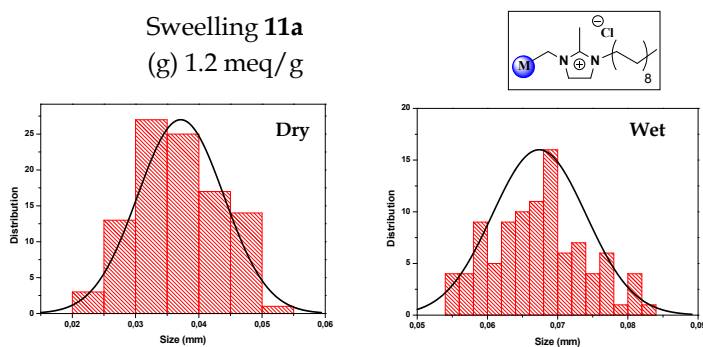 Sweelling 11a
(g) 1.2 meq/g
Cl
M
N
N
8
Dry
Distribution
25
20
15
10
5
0
0,02
0,03
0,04
0,05
0,06
Size (mm)
Wet
Distribution
20
15
10
5
0
0,05
0,06
0,07
0,08
0,09
Size (mm)